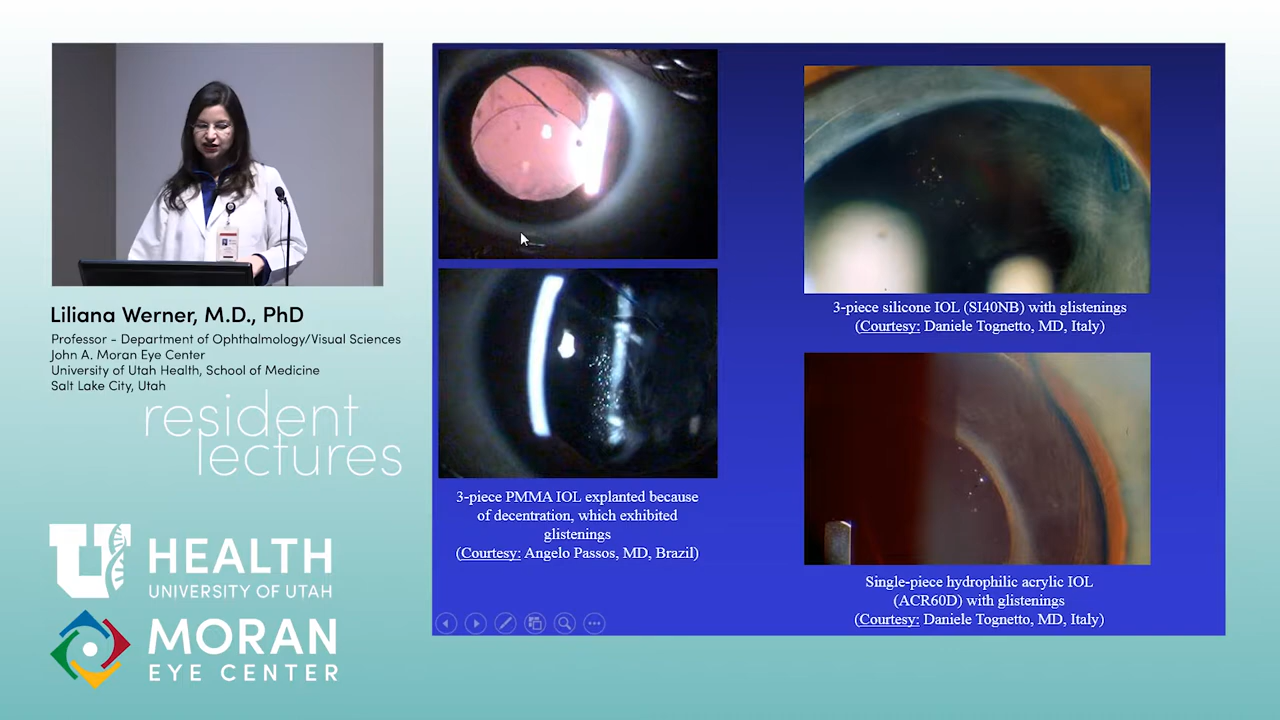 Liliana Werner, M.D., PhD
Professor - Department of Ophthalmology/Visual Sciences
John A. Moran Eye Center
University of Utah Health, School of Medicine
Salt Lake City, Utah
resident
lectures
U
HEALTH
UNIVERSITY OF UTAH
MORAN
EYE CENTER
3-piece PMMA IOL explanted because
of decentration, which exhibited
glistenings
(Courtesy: Angelo Passos, MD, Brazil)
3-piece silicone IOL (SI40NB) with glistenings
(Courtesy: Daniele Tognetto, MD, Italy)
Single-piece hydrophilic acrylic IOL
(ACR60D) with glistenings
(Courtesy: Daniele Tognetto, MD, Italy)